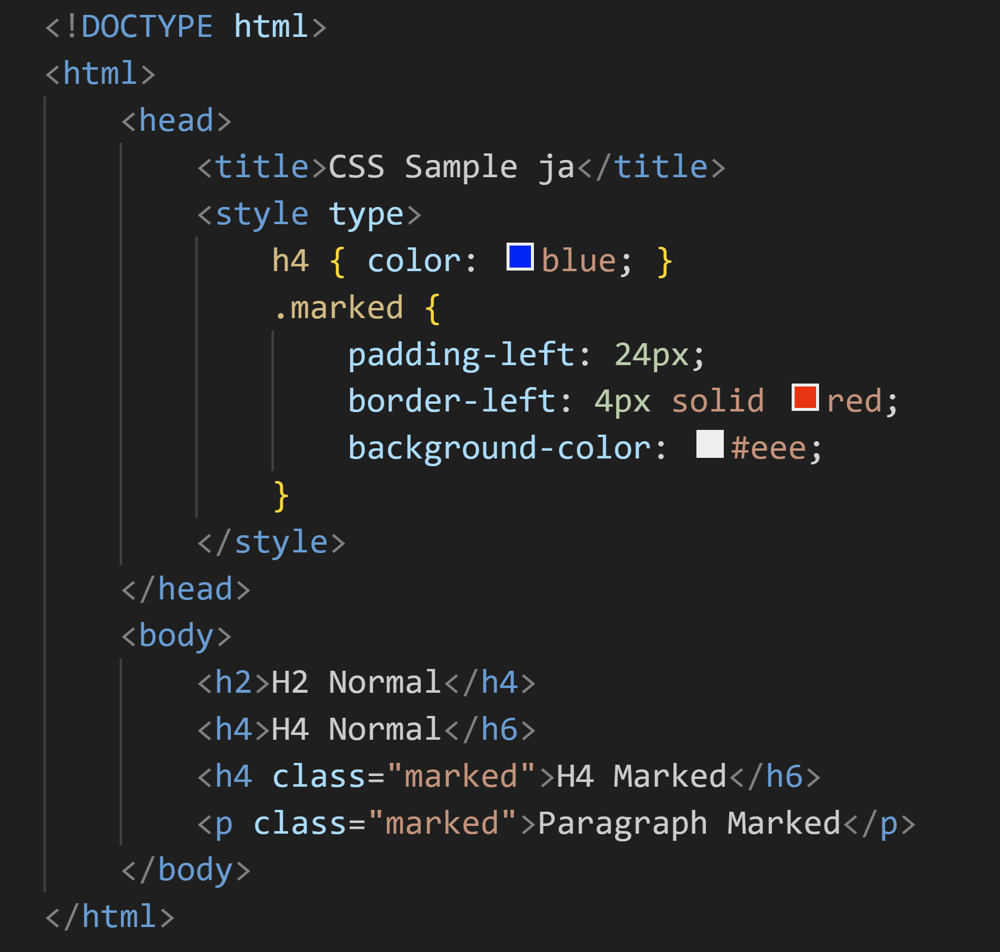 <!DOCTYPE html>
<html>
<head>
<title>CSS Sample ja</title>
<style type>
h4 { color: blue; }
.marked {
padding-left: 24px;
border-left: 4px solid red;
background-color: #eee;
}
</style>
</head>
<body>
<h2>H2 Normal</h4>
<h4>H4 Normal</h6>
<h4 class="marked">H4 Marked</h6>
<p class="marked">Paragraph Marked</p>
</body>
</html>